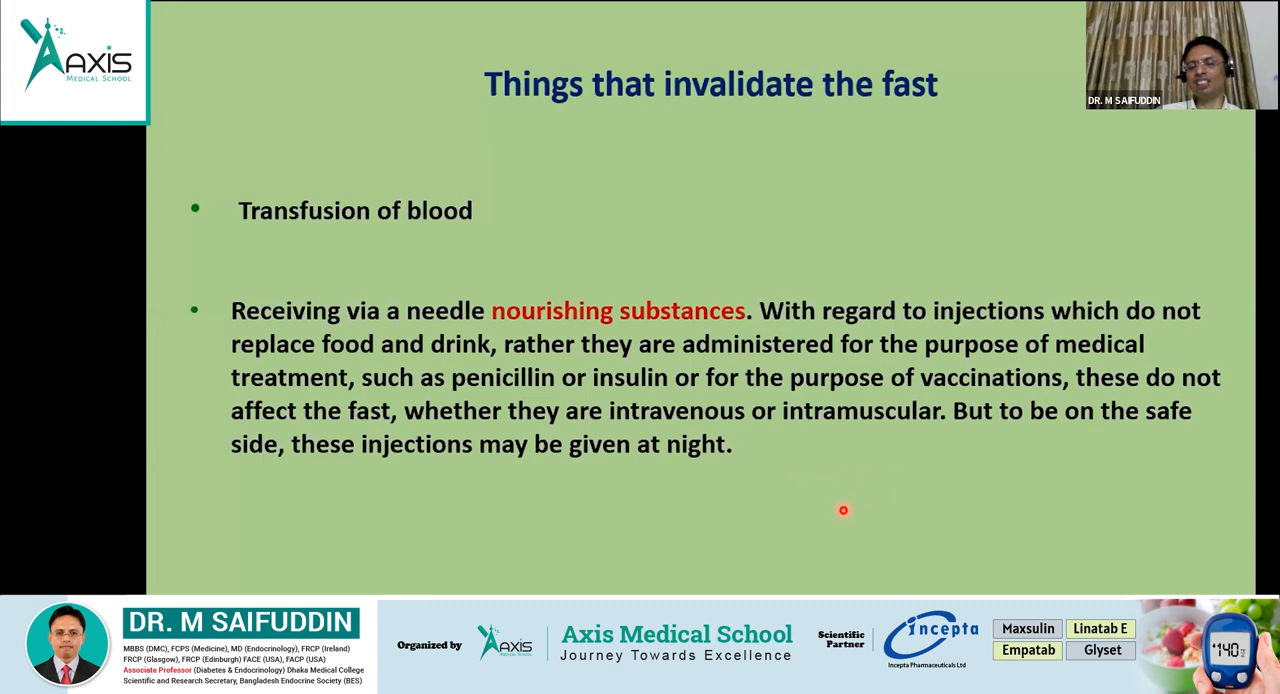 AXIS
MEDICAL SCHOOL
Things that invalidate the fast
DR. M SAIFUDDIN
• Transfusion of blood
• Receiving via a needle nourishing substances. With regard to injections which do not
replace food and drink, rather they are administered for the purpose of medical
treatment, such as penicillin or insulin or for the purpose of vaccinations, these do not
affect the fast, whether they are intravenous or intramuscular. But to be on the safe
side, these injections may be given at night.
DR. M SAIFUDDIN
MBBS (DMC), FCPS (Medicine), MD (Endocrinology), FRCP (Ireland)
FRCP (Glasgow), FRCP (Edinburgh) FACE (USA), FACP (USA)
Associate Professor (Diabetes & Endocrinology) Dhaka Medical College
Scientific and Research Secretary, Bangladesh Endocrine Society (BES)
Organized by
AXIS
MEDICAL SCHOOL
Axis Medical School
Journey Towards Excellence
Scientific
Partner
incepta
Incepta Pharmaceuticals Ltd
Maxsulin
Linatab E
Empatab
Glyset
140